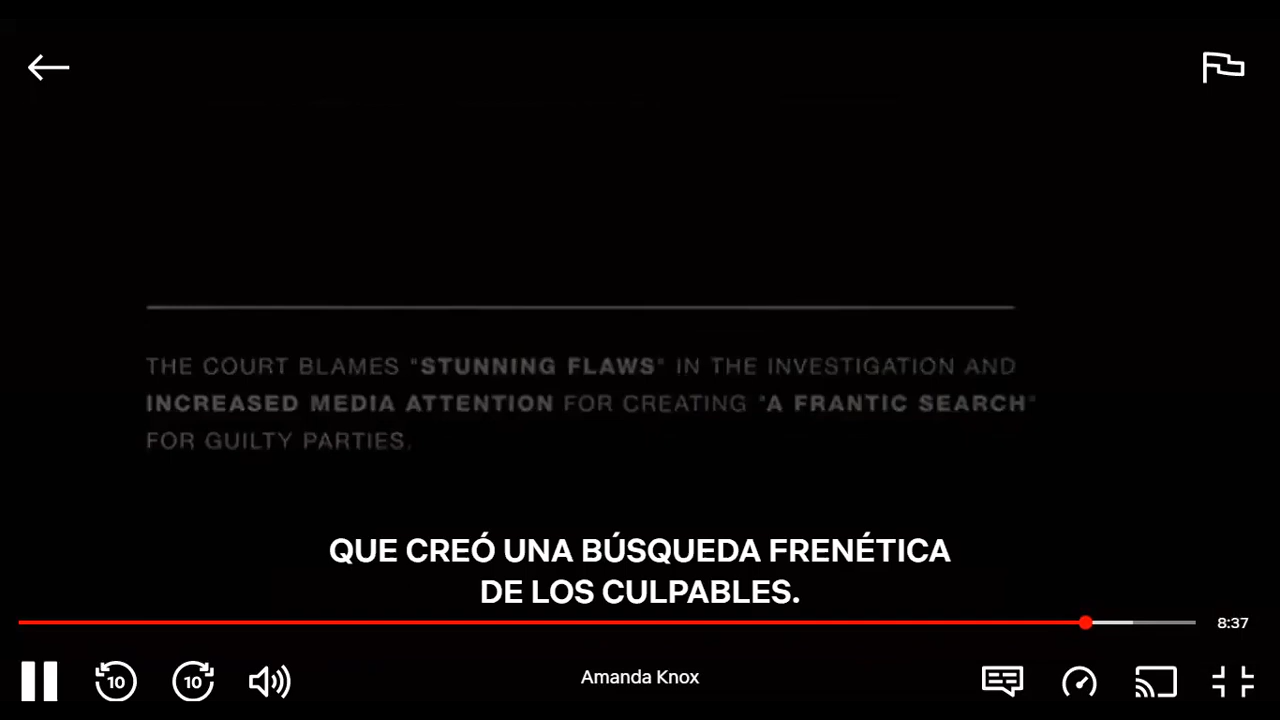 THE COURT BLAMES "STUNNING FLAWS" IN THE INVESTIGATION AND
INCREASED MEDIA ATTENTION FOR CREATING "A FRANTIC SEARCH"
FOR GUILTY PARTIES.
QUE CREÓ UNA BÚSQUEDA FRENÉTICA
DE LOS CULPABLES.
8:37
10
10
Amanda Knox